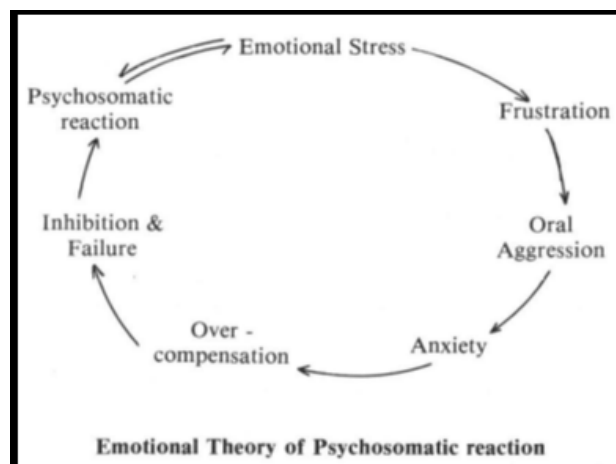 Emotional Stress
Frustration
Oral
Aggression
Anxiety
Over -
compensation
Inhibition &
Failure
Psychosomatic
reaction
Emotional Theory of Psychosomatic reaction